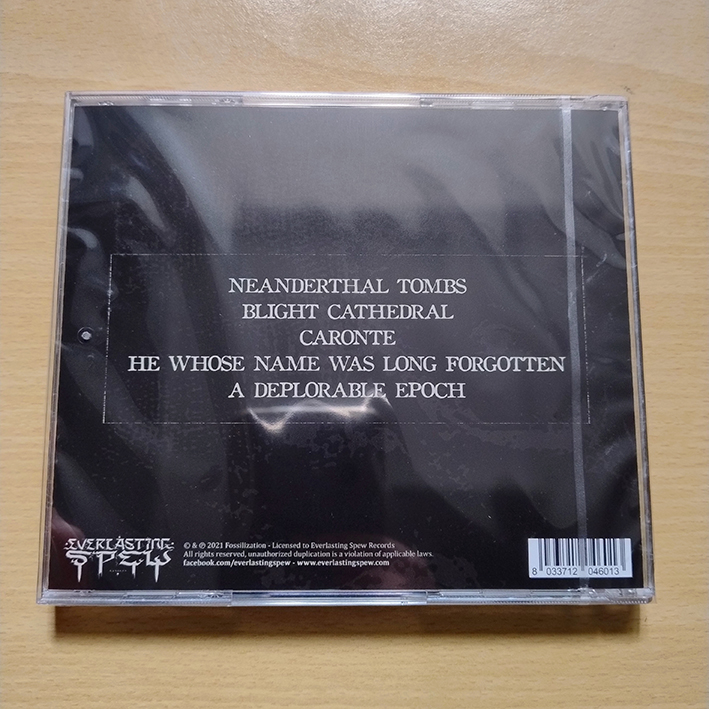 NEANDERTHAL TOMBS
BLIGHT CATHEDRAL
CARONTE
HE WHOSE NAME WAS LONG FORGOTTEN
A DEPLORABLE EPOCH
EVERLASTING
SPEW
© & ℗ 2021 Fossilization - Licensed to Everlasting Spew Records
All rights reserved, unauthorized duplication is a violation of applicable laws.
facebook.com/everlastingspew - www.everlastingspew.com
8 033712 046013